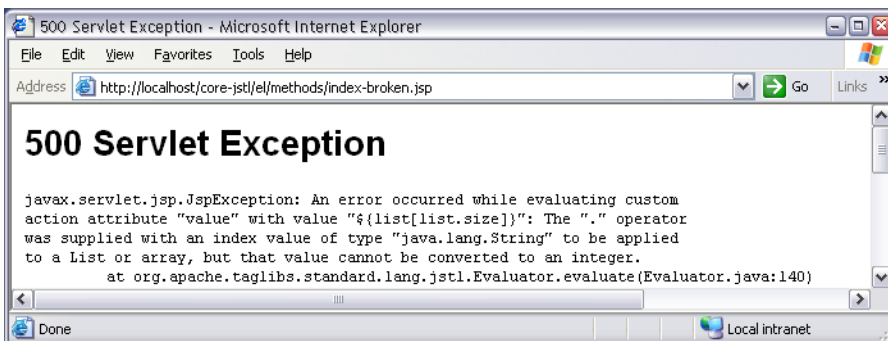 500 Servlet Exception - Microsoft Internet Explorer
File Edit View Favorites Tools Help
Address http://localhost/core-jstl/el/methods/index-broken.jsp Go Links »
500 Servlet Exception
javax.servlet.jsp.JspException: An error occurred while evaluating custom
action attribute "value" with value "${list[list.size]}": The "." operator
was supplied with an index value of type "java.lang.String" to be applied
to a List or array, but that value cannot be converted to an integer.
at org.apache.taglibs.standard.lang.jstl.Evaluator.evaluate(Evaluator.java:140)
Done Local intranet